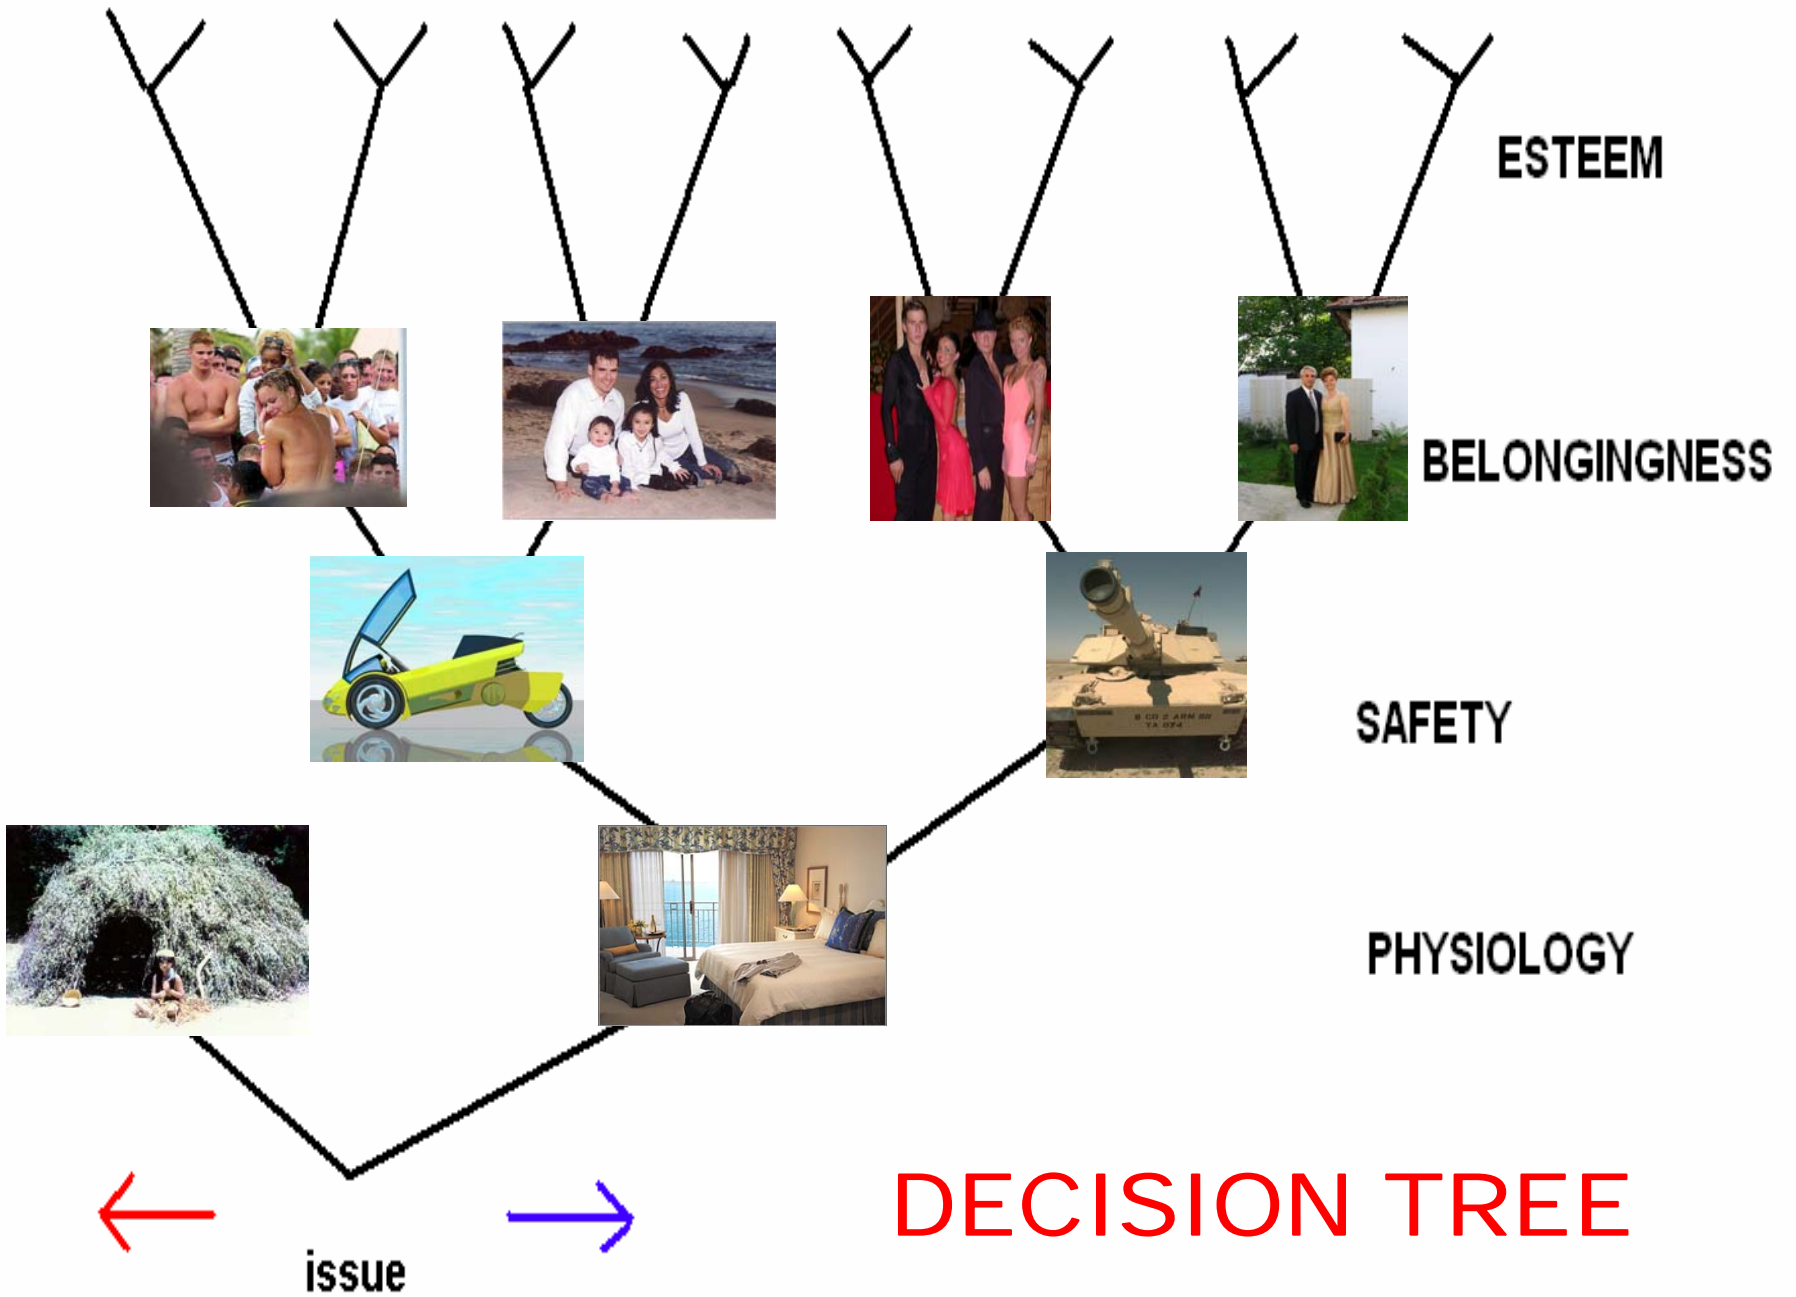 ESTEEM
BELONGINGNESS
SAFETY
PHYSIOLOGY
DECISION TREE
issue